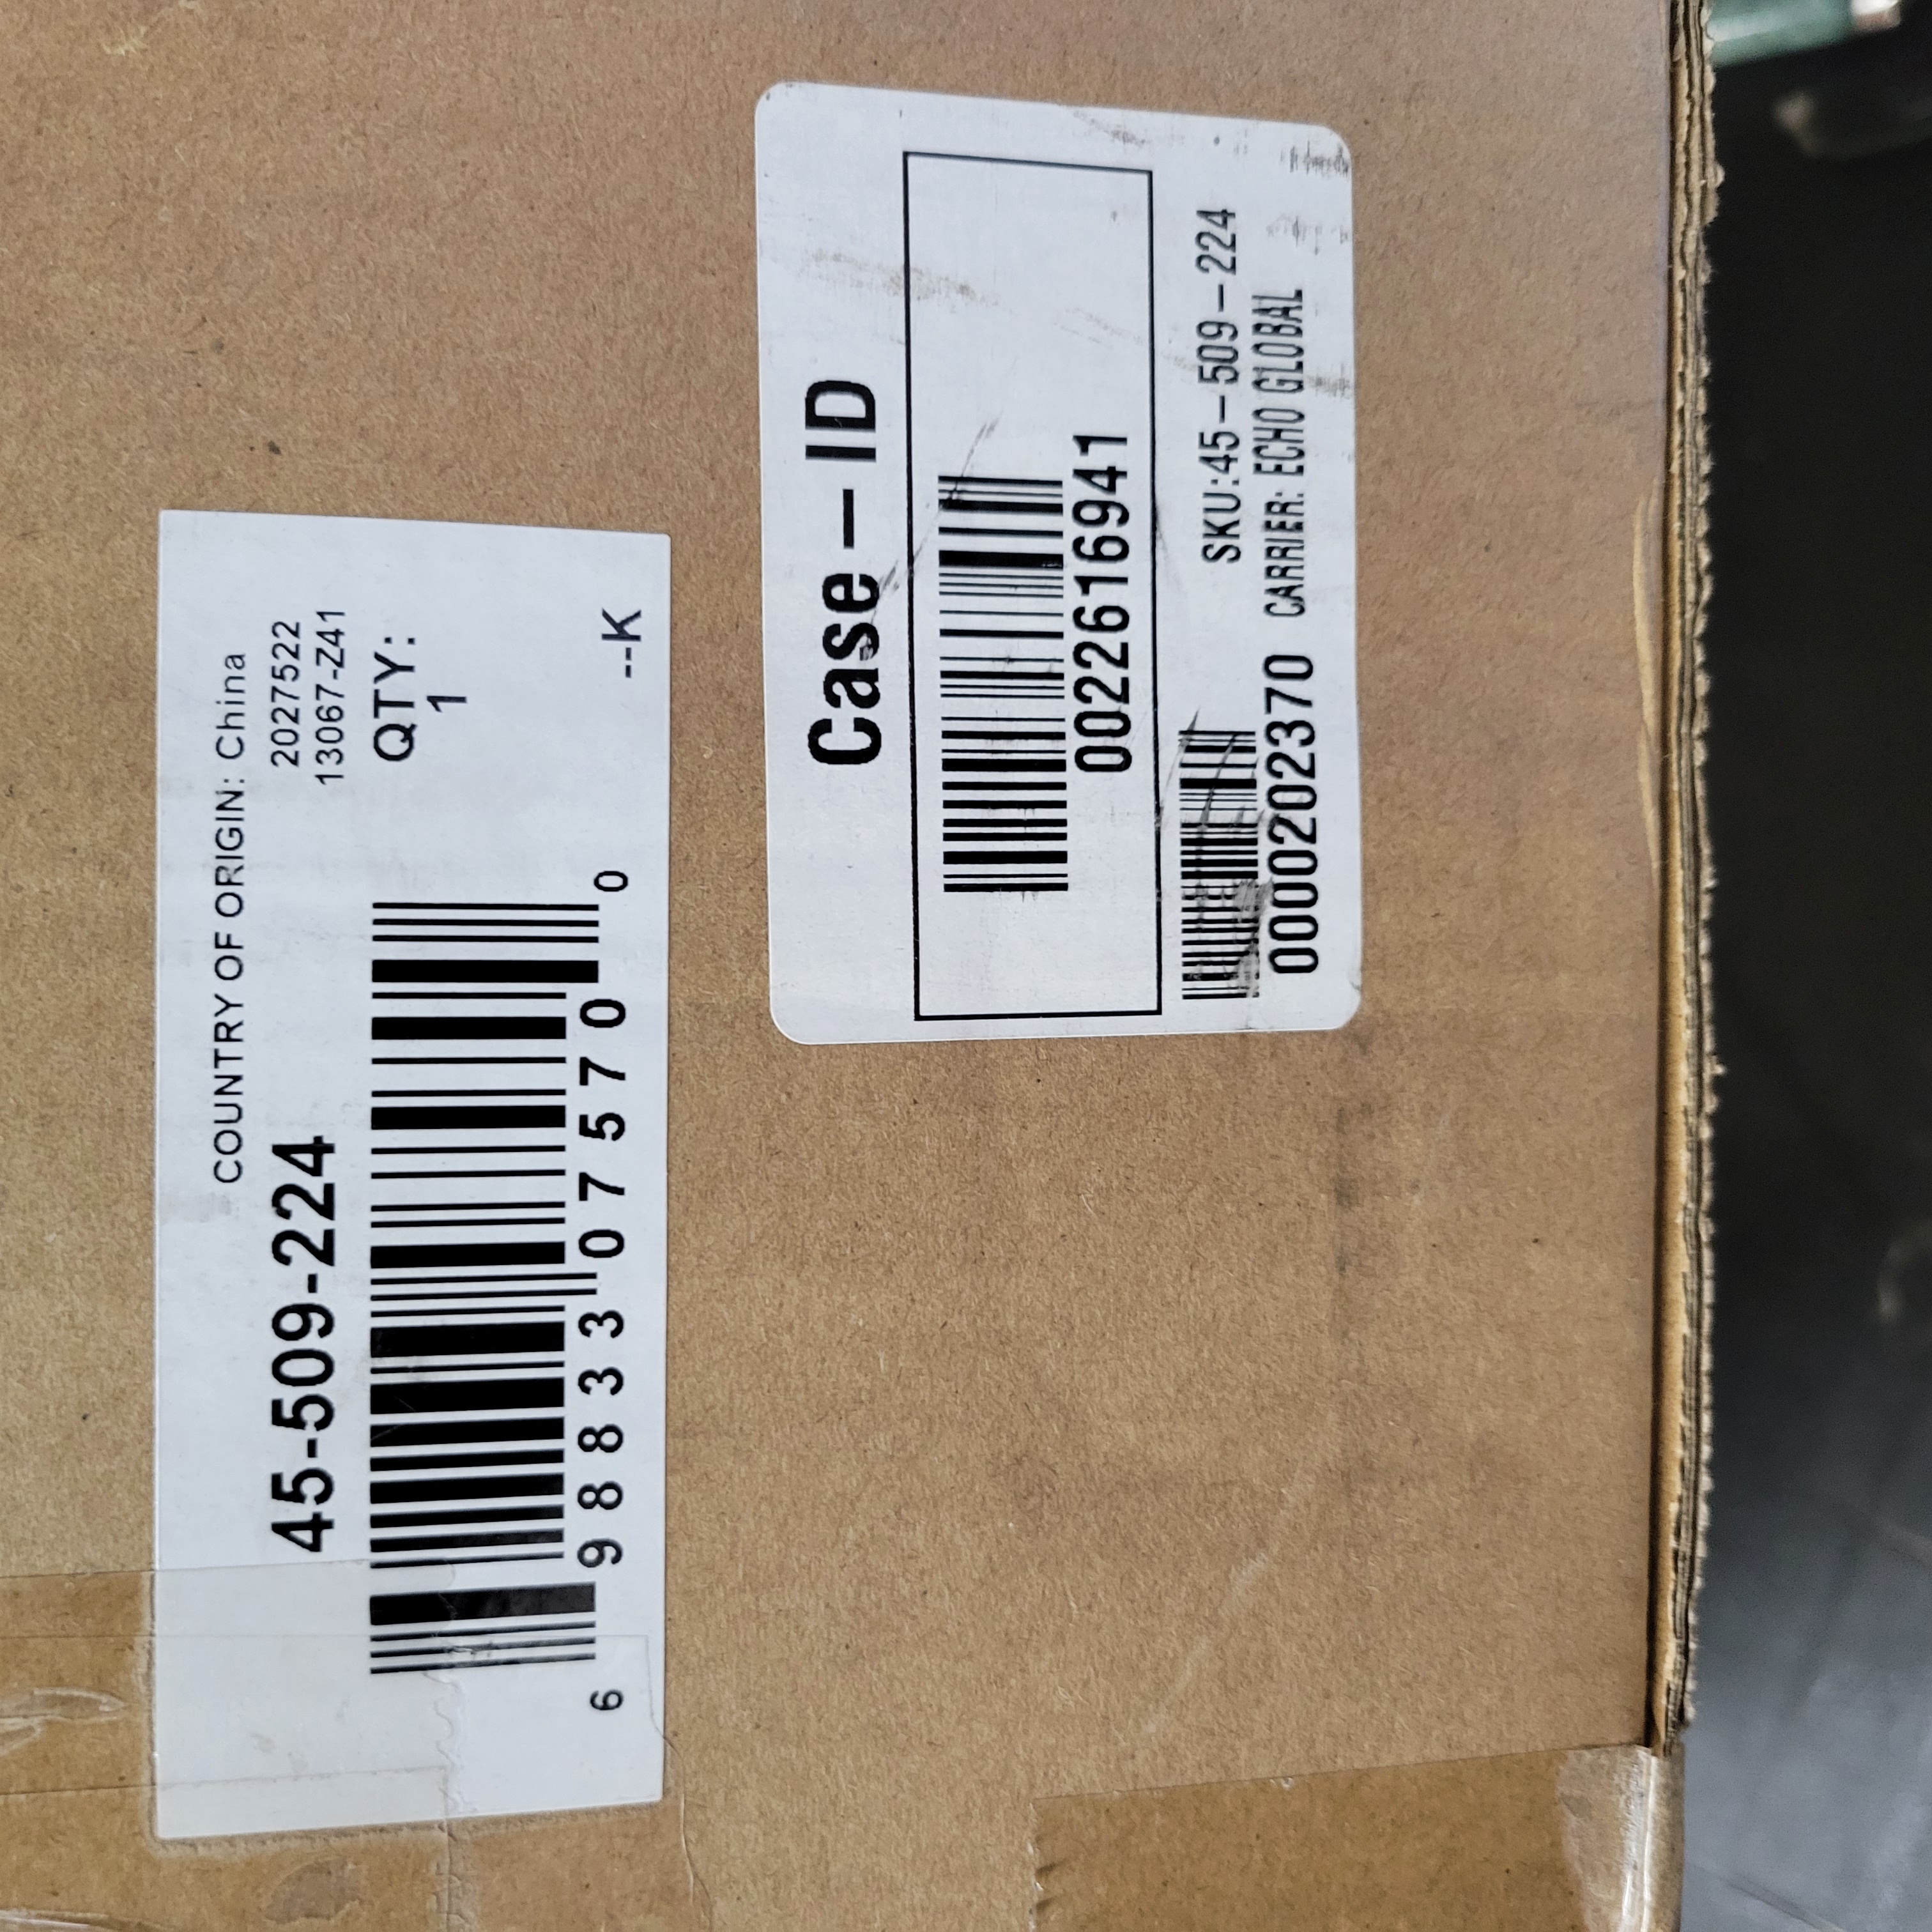 COUNTRY OF ORIGIN: China
45-509-224
2027522
13067-Z41
QTY:
1
6 98833 07570 0
--K
Case-ID
0022616941
SKU:45-509-224
0000202370 CARRIER: ECHO GLOBAL